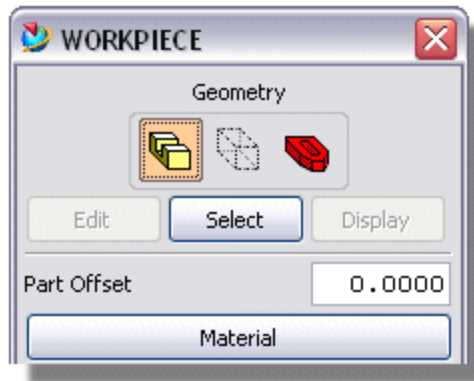 WORKPIECE
Geometry
Edit Select Display
Part Offset 0.0000
Material